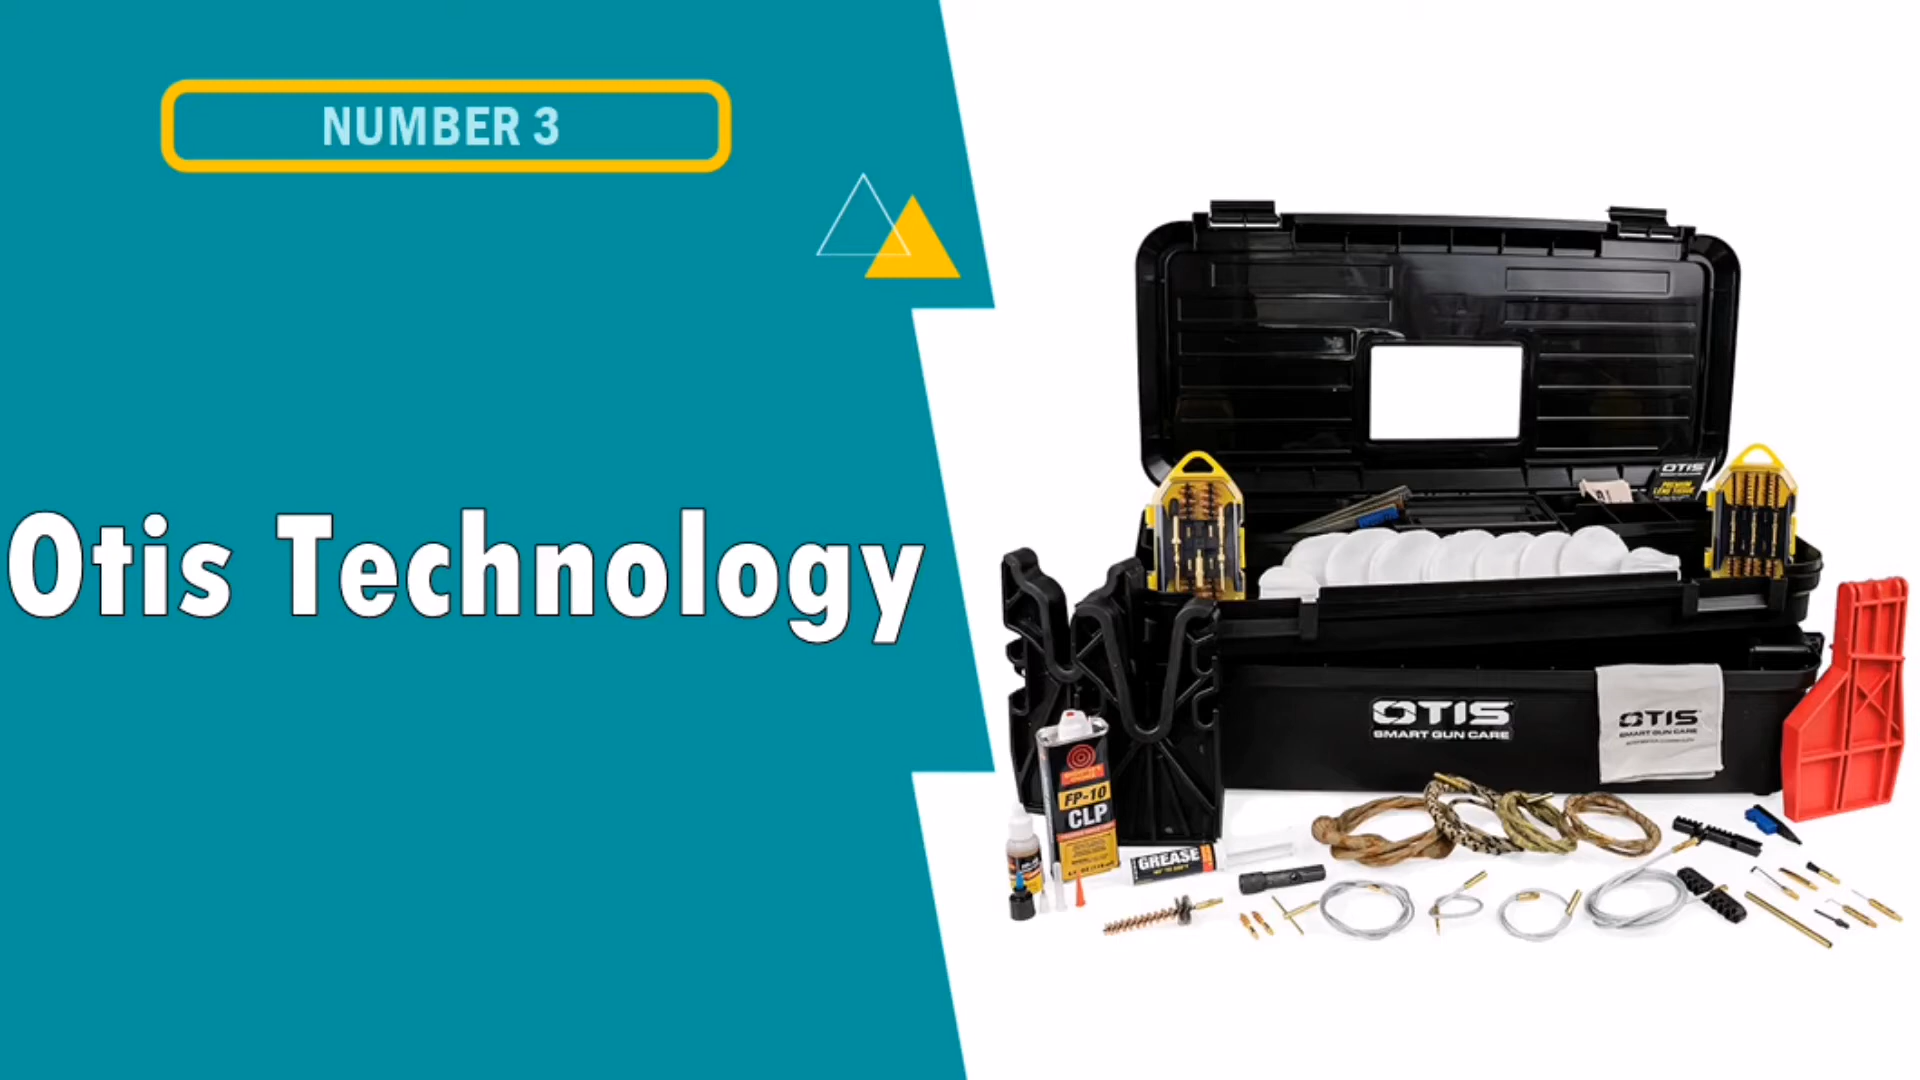 NUMBER 3
Otis Technology
OTIS
OTIS
SMART GUN CARE
OTIS
SMART GUN CARE
FP-10
CLP
GREASE